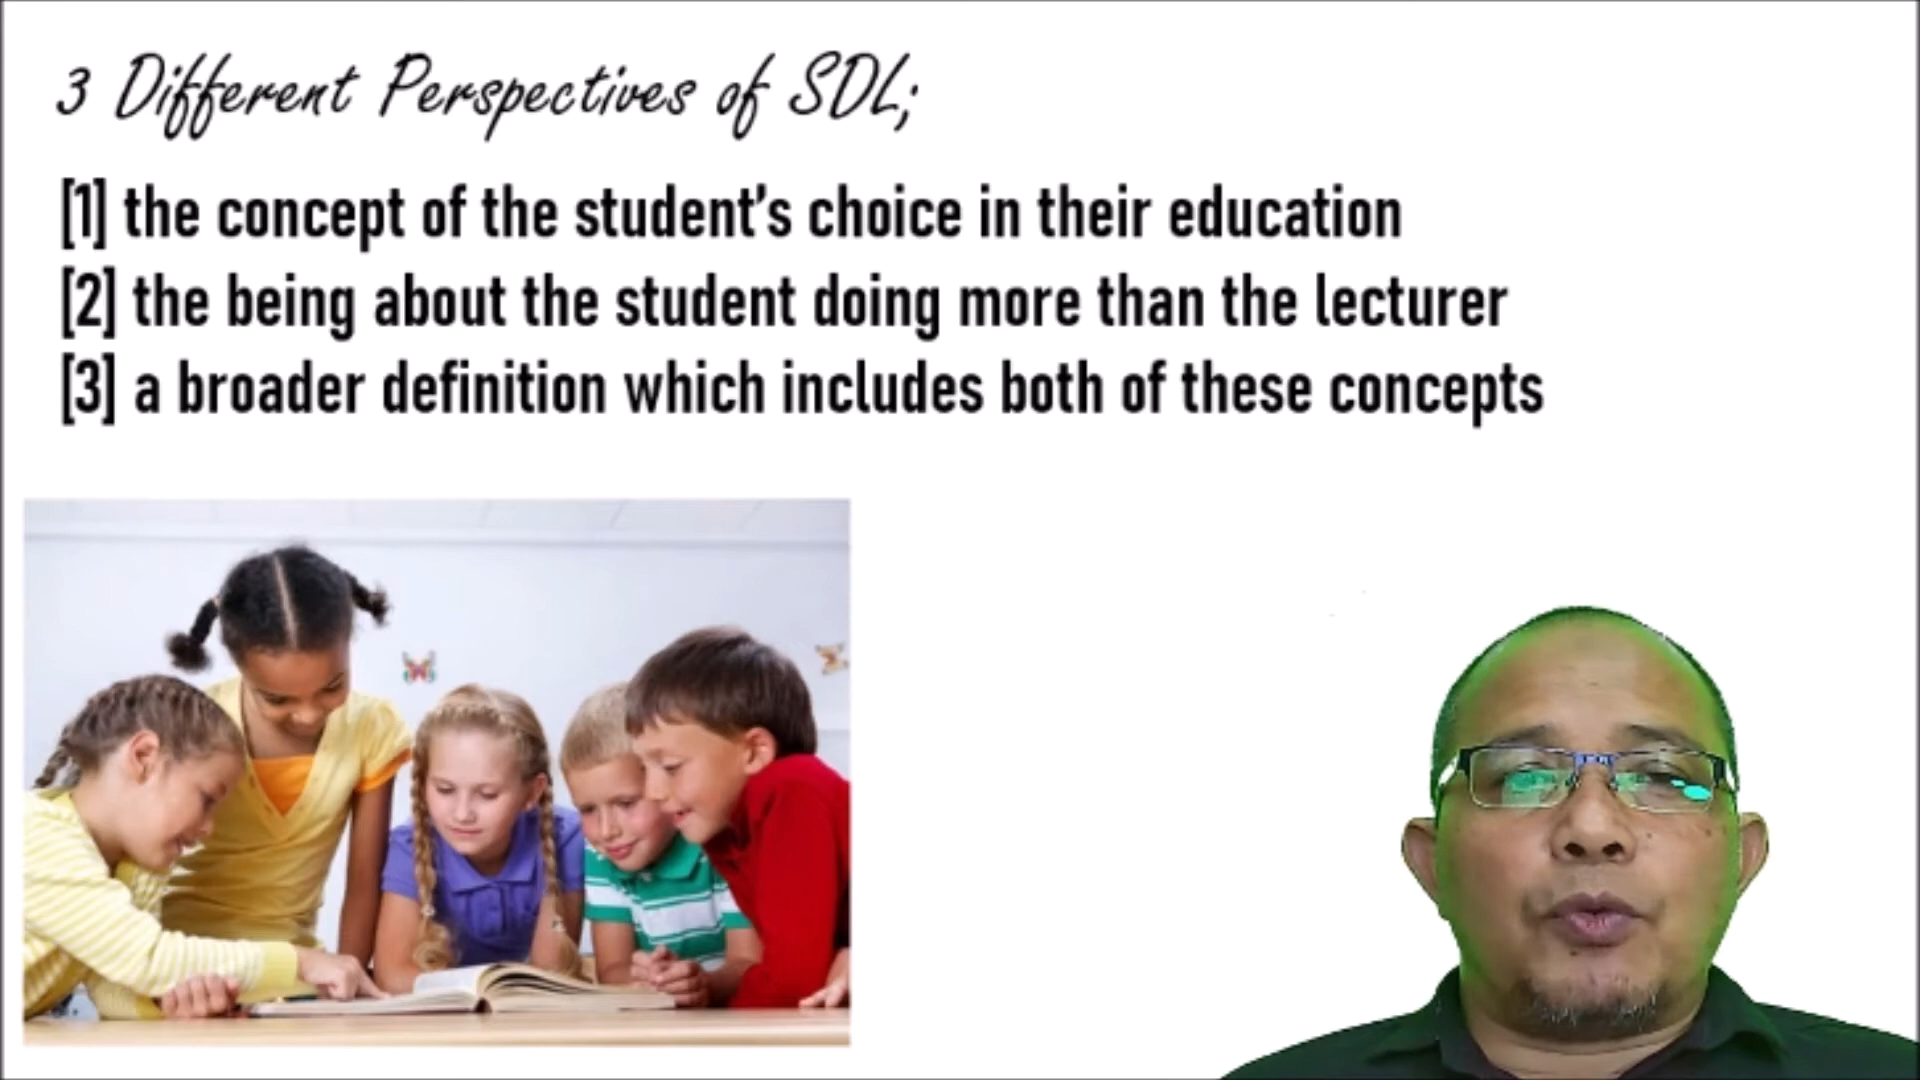 3 Different Perspectives of SDL;
[1] the concept of the student's choice in their education
[2] the being about the student doing more than the lecturer
[3] a broader definition which includes both of these concepts